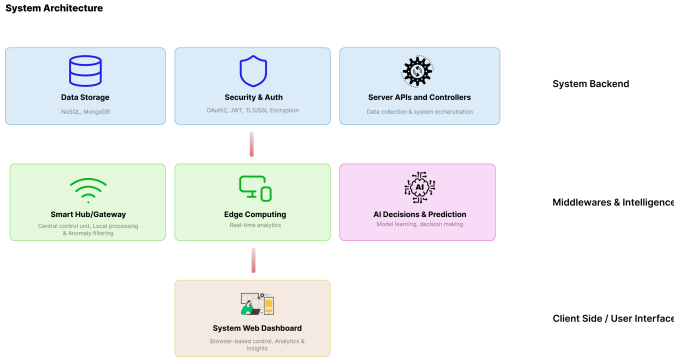 System Architecture
Data Storage
NoSQL, MongoDB
Security & Auth
OAuth2, JWT, TLS/SSL Encryption
Server APIs and Controllers
Data collection & system orcherstration
System Backend
Smart Hub/Gateway
Cantral control unit, Local processing
& Anomaly filtering
Edge Computing
Real-time analytics
AI
AI Decisions & Prediction
Model learning, decision making
Middlewares & Intelligence
System Web Dashboard
Browser-based control, Analytics &
insights
Client Side / User Interface